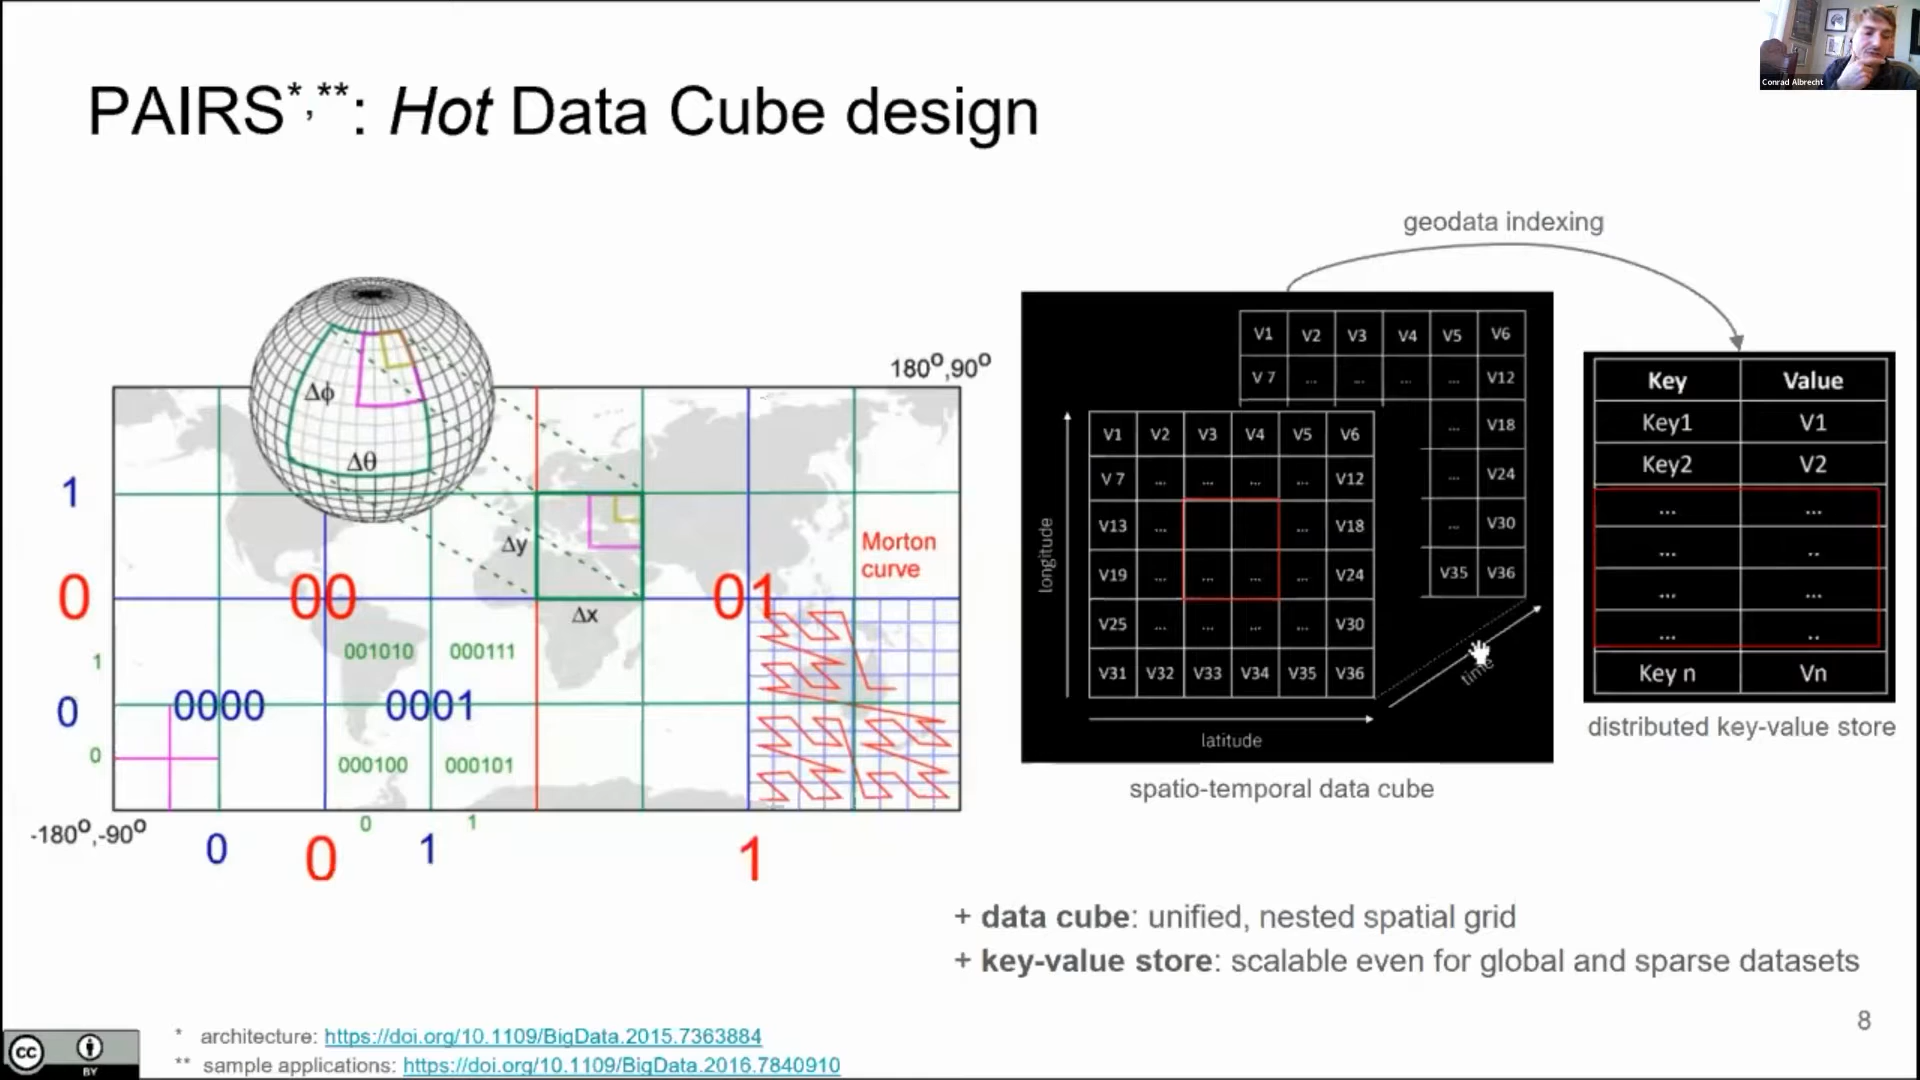 PAIRS*,**: Hot Data Cube design
Conrad Albrecht
geodata indexing
180⁰,90⁰
Δϕ
Δθ
1
Δy
Morton
curve
0
00
01
Δx
001010 000111
1
0
0000
0001
0
000100 000101
0 1
-180⁰,-90⁰
0
0
1
1
V1 V2 V3 V4 V5 V6
V 7 ... ... ... ... V12
... V18
... V24
... V30
V35 V36
V1 V2 V3 V4 V5 V6
V 7 ... ... ... ... V12
V13 ... ... V18
V19 ... ... ... ... V24
V25 ... ... ... ... V30
V31 V32 V33 V34 V35 V36
longitude
latitude
time
spatio-temporal data cube
Key Value
Key1 V1
Key2 V2
... ...
... ..
... ...
... ..
Key n Vn
distributed key-value store
+ data cube: unified, nested spatial grid
+ key-value store: scalable even for global and sparse datasets
8
* architecture: https://doi.org/10.1109/BigData.2015.7363884
** sample applications: https://doi.org/10.1109/BigData.2016.7840910
cc
BY